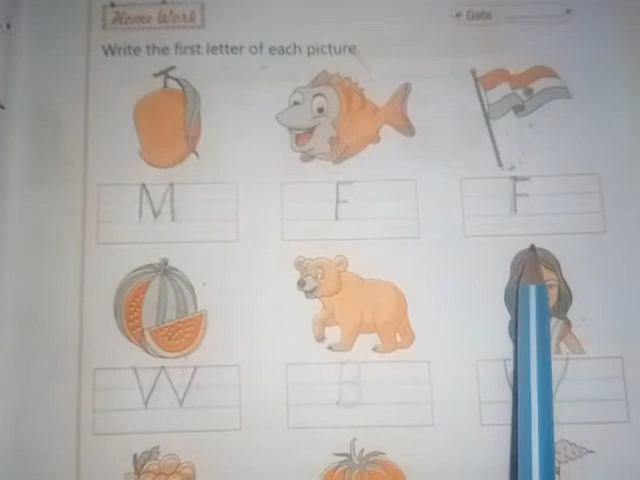 Home Work
Date
Write the first letter of each picture.
M F F
W B